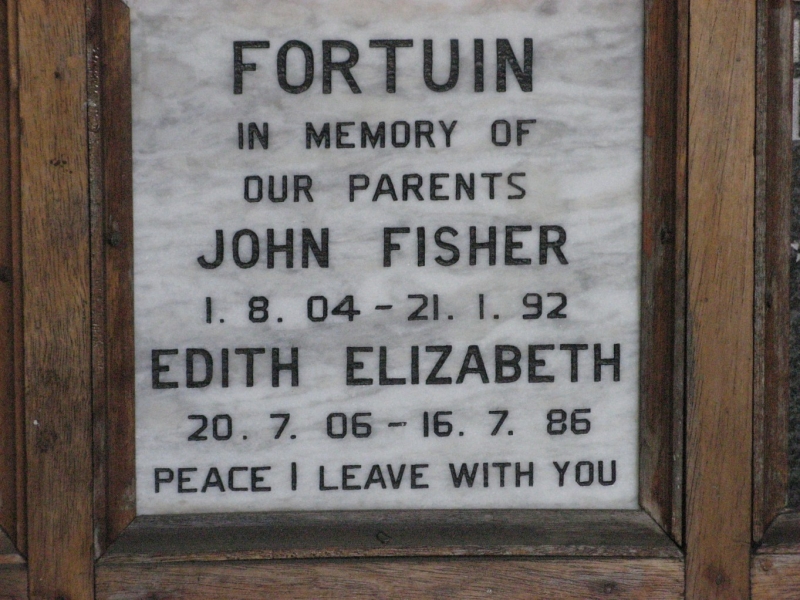 FORTUIN
IN MEMORY OF
OUR PARENTS
JOHN FISHER
1. 8. 04 - 21. 1. 92
EDITH ELIZABETH
20. 7. 06 - 16. 7. 86
PEACE I LEAVE WITH YOU